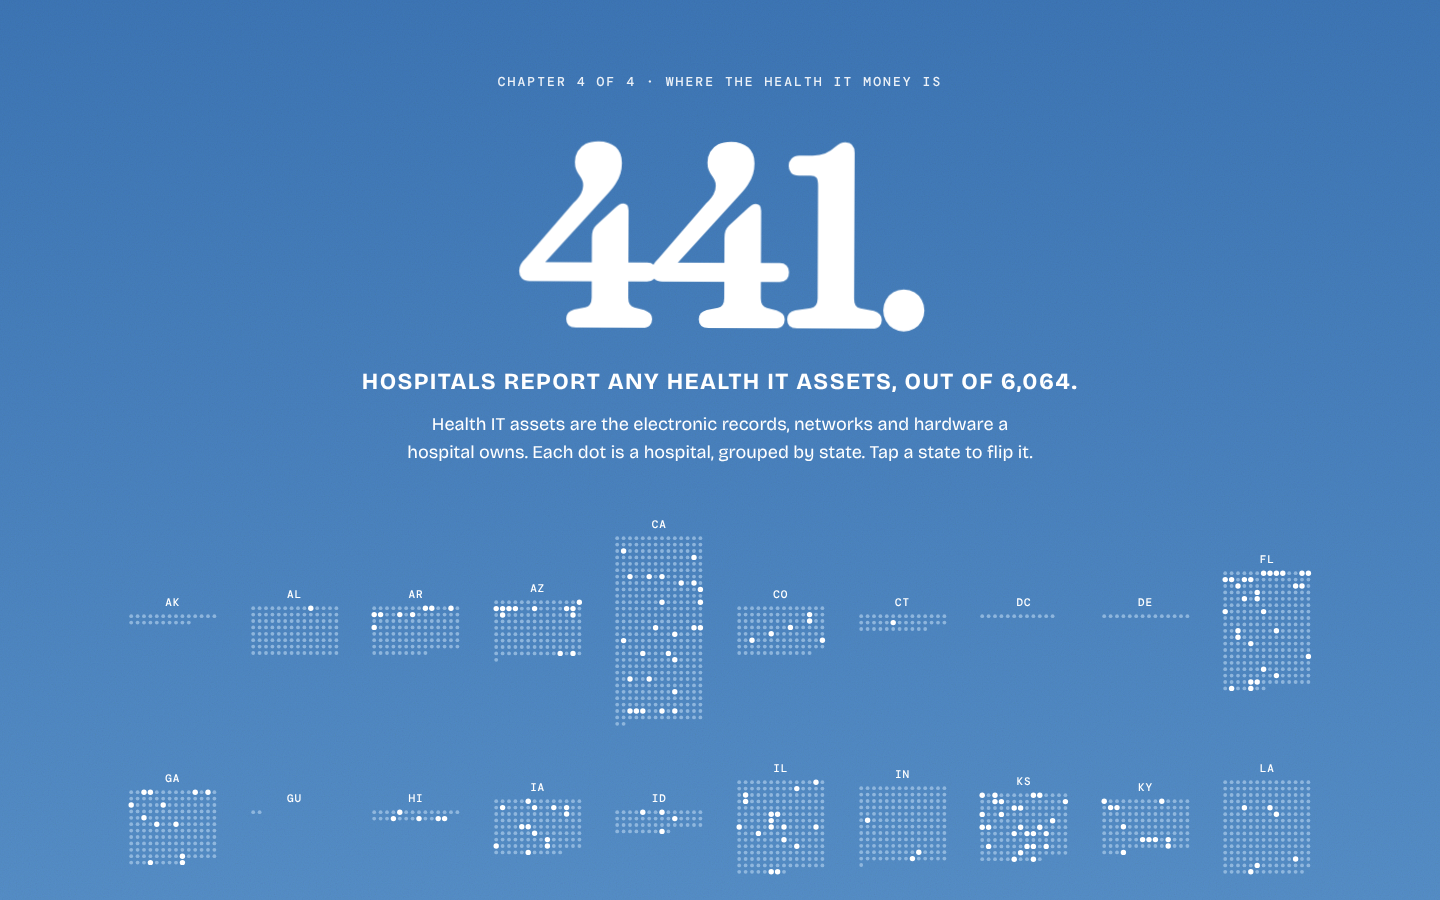 CHAPTER 4 OF 4 · WHERE THE HEALTH IT MONEY IS
441.
HOSPITALS REPORT ANY HEALTH IT ASSETS, OUT OF 6,064.
Health IT assets are the electronic records, networks and hardware a
hospital owns. Each dot is a hospital, grouped by state. Tap a state to flip it.
AK
AL
AR
AZ
CA
CO
CT
DC
DE
FL
GA
GU
HI
IA
ID
IL
IN
KS
KY
LA